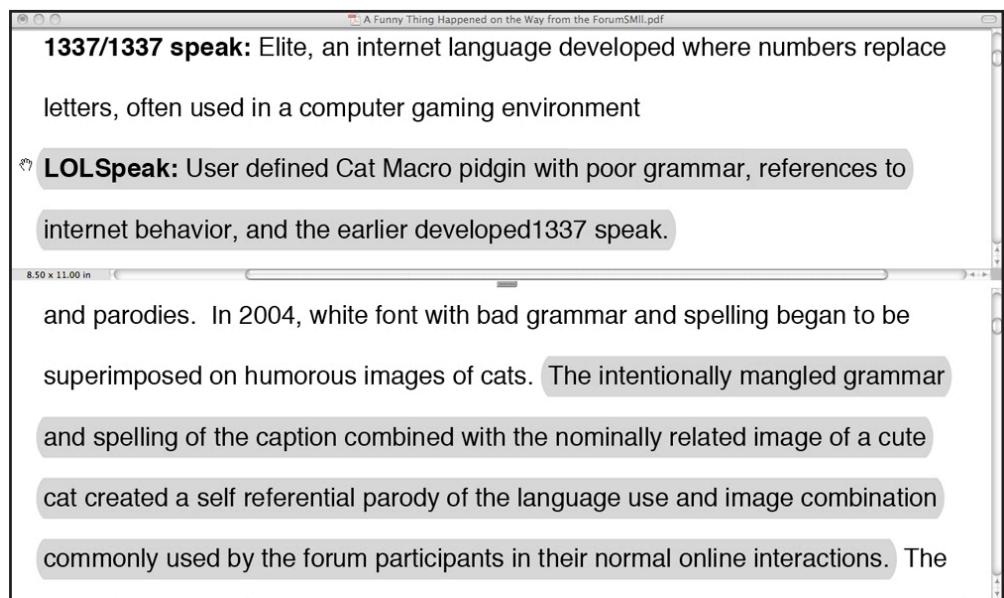 A Funny Thing Happened on the Way from the ForumSMII.pdf
1337/1337 speak: Elite, an internet language developed where numbers replace
letters, often used in a computer gaming environment
LOLSpeak: User defined Cat Macro pidgin with poor grammar, references to
internet behavior, and the earlier developed1337 speak.
8.50 x 11.00 in
and parodies.  In 2004, white font with bad grammar and spelling began to be
superimposed on humorous images of cats.  The intentionally mangled grammar
and spelling of the caption combined with the nominally related image of a cute
cat created a self referential parody of the language use and image combination
commonly used by the forum participants in their normal online interactions.  The